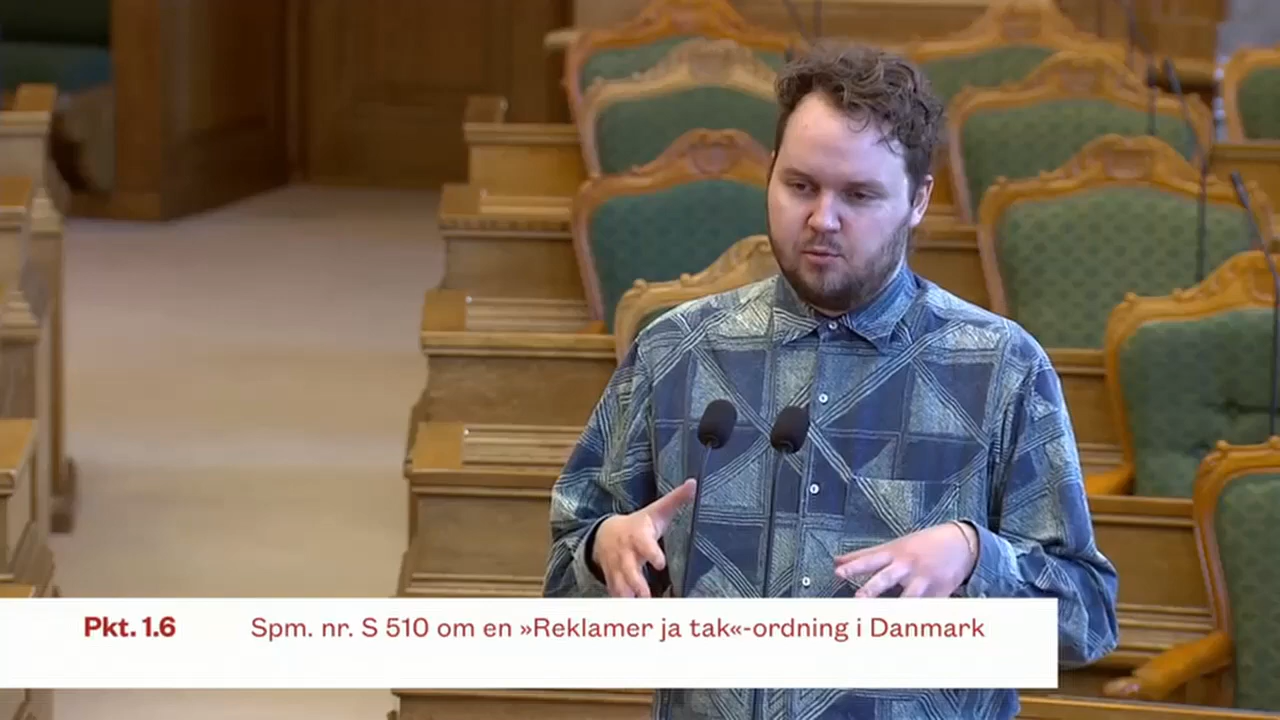 Pkt. 1.6 Spm. nr. S 510 om en »Reklamer ja tak«-ordning i Danmark